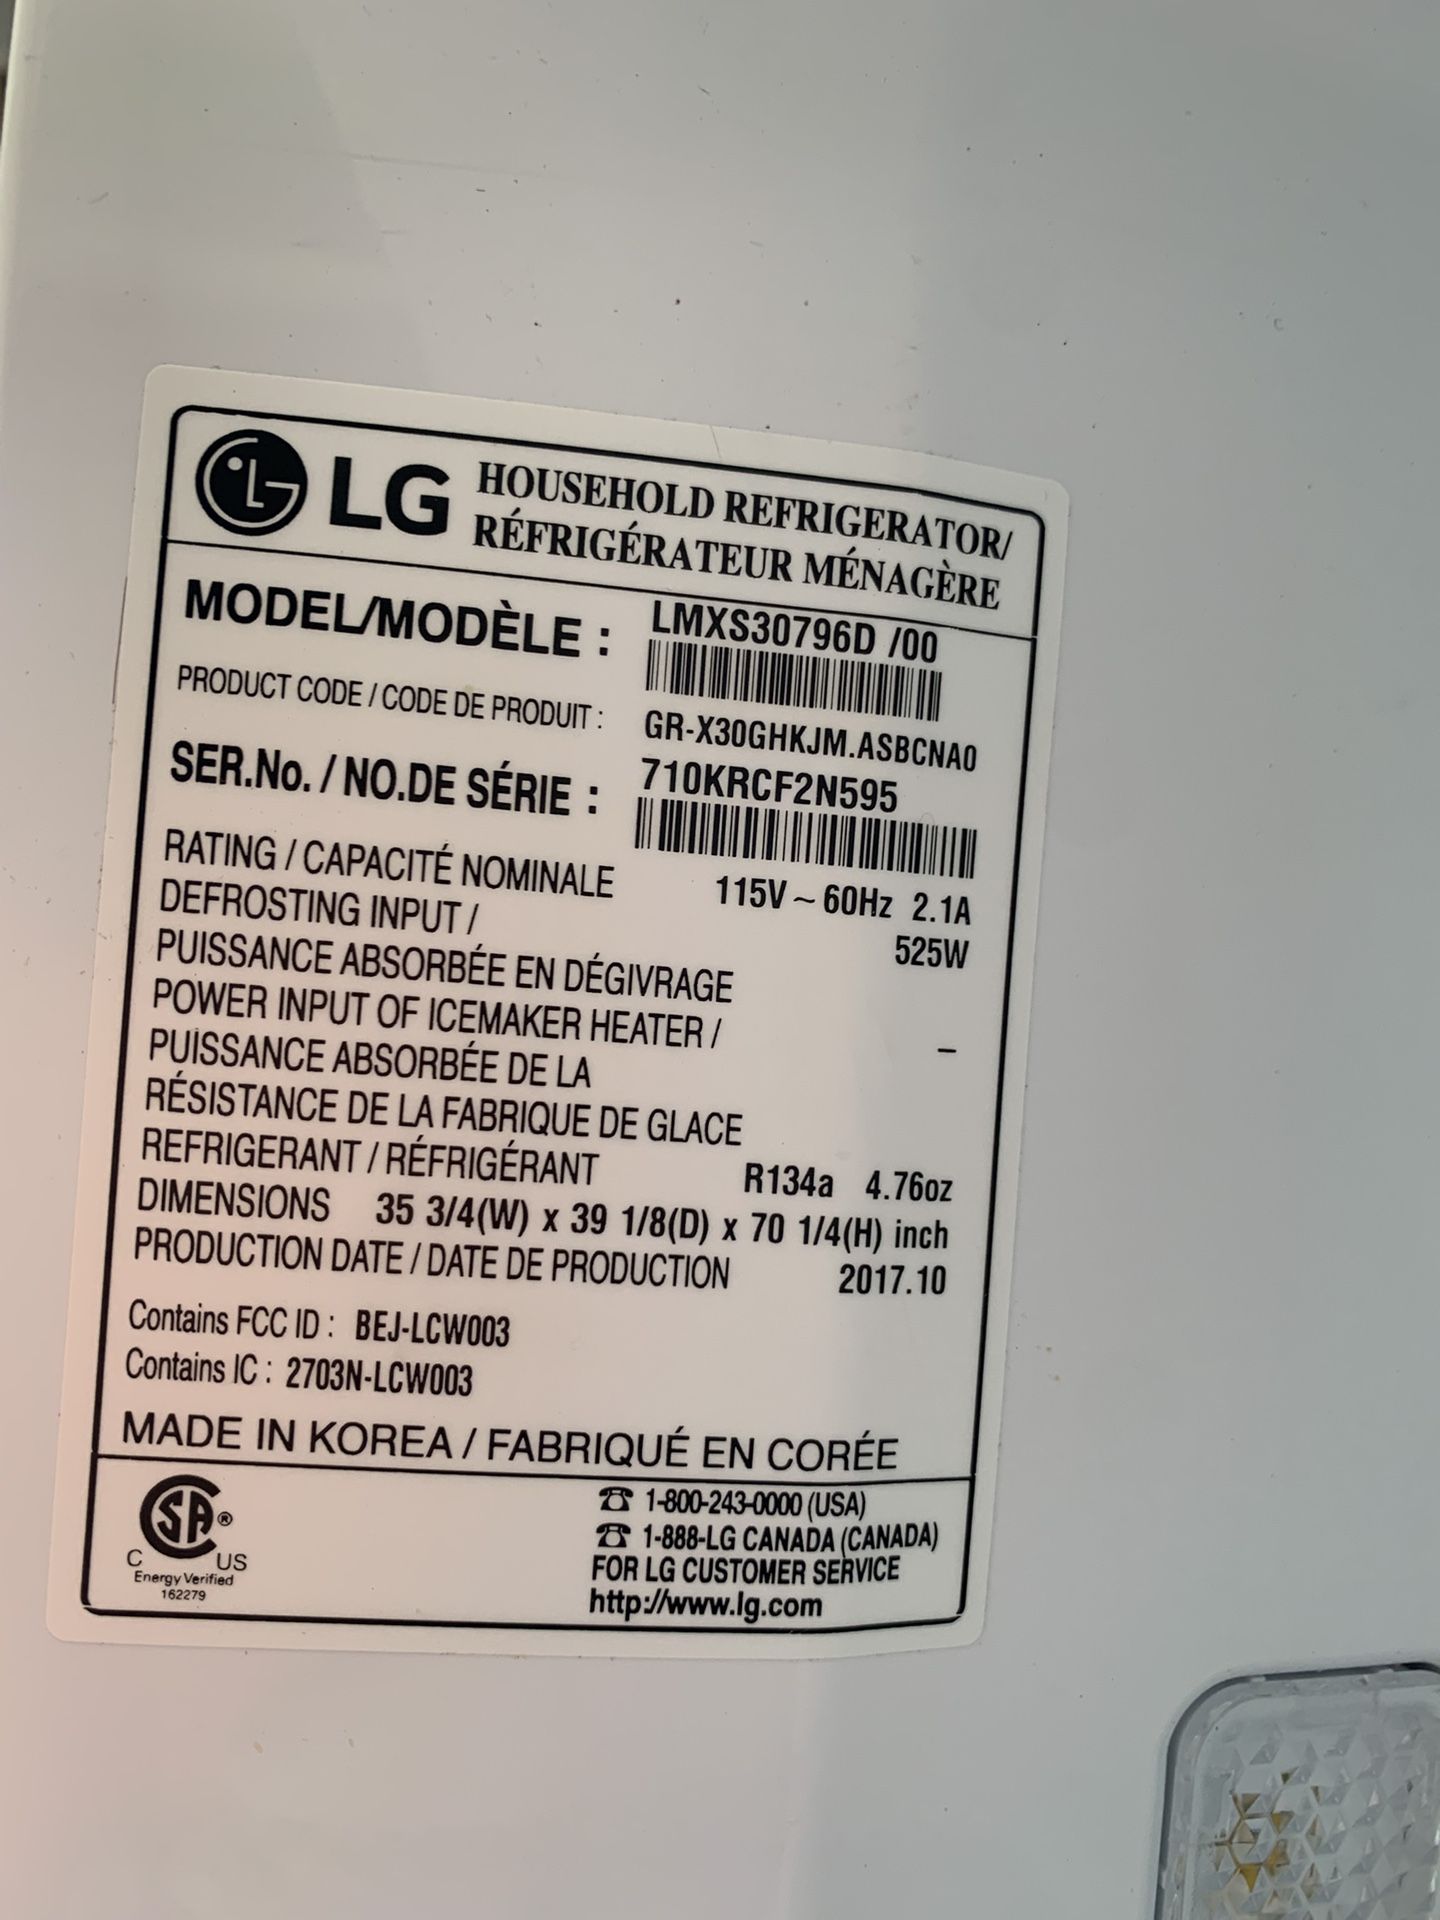 LG HOUSEHOLD REFRIGERATOR/
RÉFRIGÉRATEUR MÉNAGÈRE
MODEL/MODÈLE : LMXS30796D /00
PRODUCT CODE / CODE DE PRODUIT : GR-X30GHKJM.ASBCNA0
SER.No. / NO.DE SÉRIE : 710KRCF2N595
RATING / CAPACITÉ NOMINALE 115V ~ 60Hz 2.1A
DEFROSTING INPUT / 525W
PUISSANCE ABSORBÉE EN DÉGIVRAGE
POWER INPUT OF ICEMAKER HEATER / –
PUISSANCE ABSORBÉE DE LA
RÉSISTANCE DE LA FABRIQUE DE GLACE
REFRIGERANT / RÉFRIGÉRANT R134a 4.76oz
DIMENSIONS 35 3/4(W) x 39 1/8(D) x 70 1/4(H) inch
PRODUCTION DATE / DATE DE PRODUCTION 2017.10
Contains FCC ID : BEJ-LCW003
Contains IC : 2703N-LCW003
MADE IN KOREA / FABRIQUÉ EN CORÉE
SA®
C US
Energy Verified
162279
☎ 1-800-243-0000 (USA)
☎ 1-888-LG CANADA (CANADA)
FOR LG CUSTOMER SERVICE
http://www.lg.com